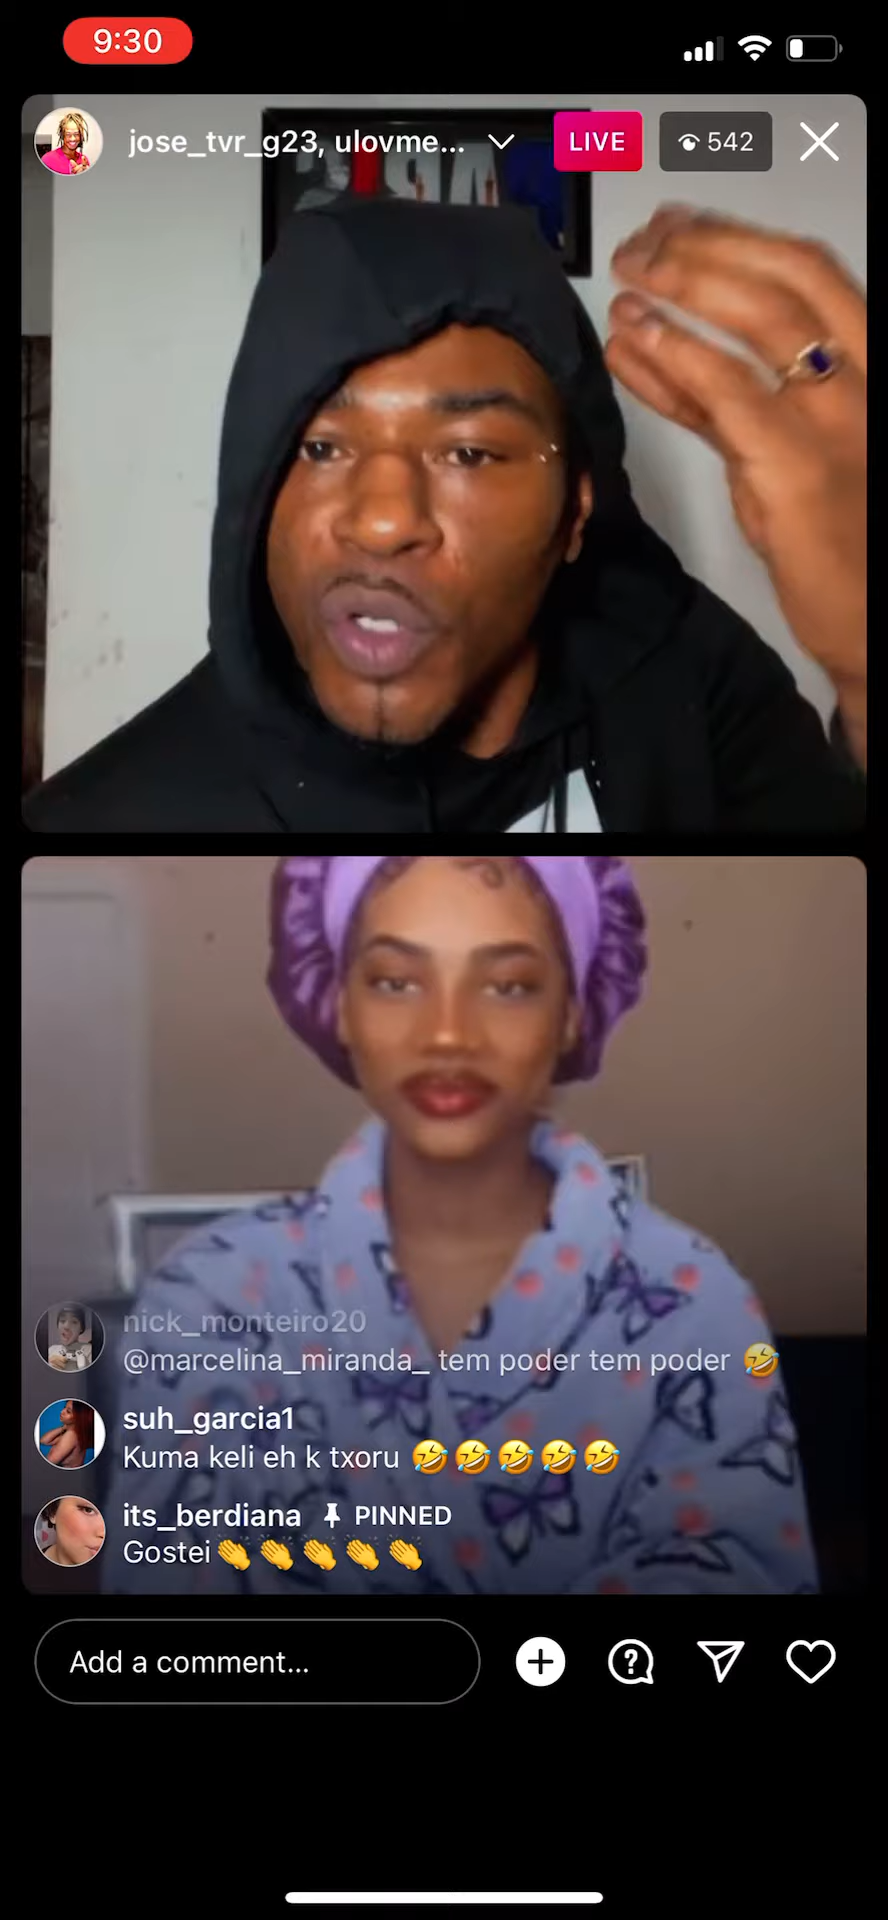 9:30
jose_tvr_g23, ulovme...
LIVE
542
nick_monteiro20
@marcelina_miranda_ tem poder tem poder 🤣
suh_garcia1
Kuma keli eh k txoru 🤣🤣🤣🤣🤣
its_berdiana PINNED
Gostei👏👏👏👏👏
Add a comment...